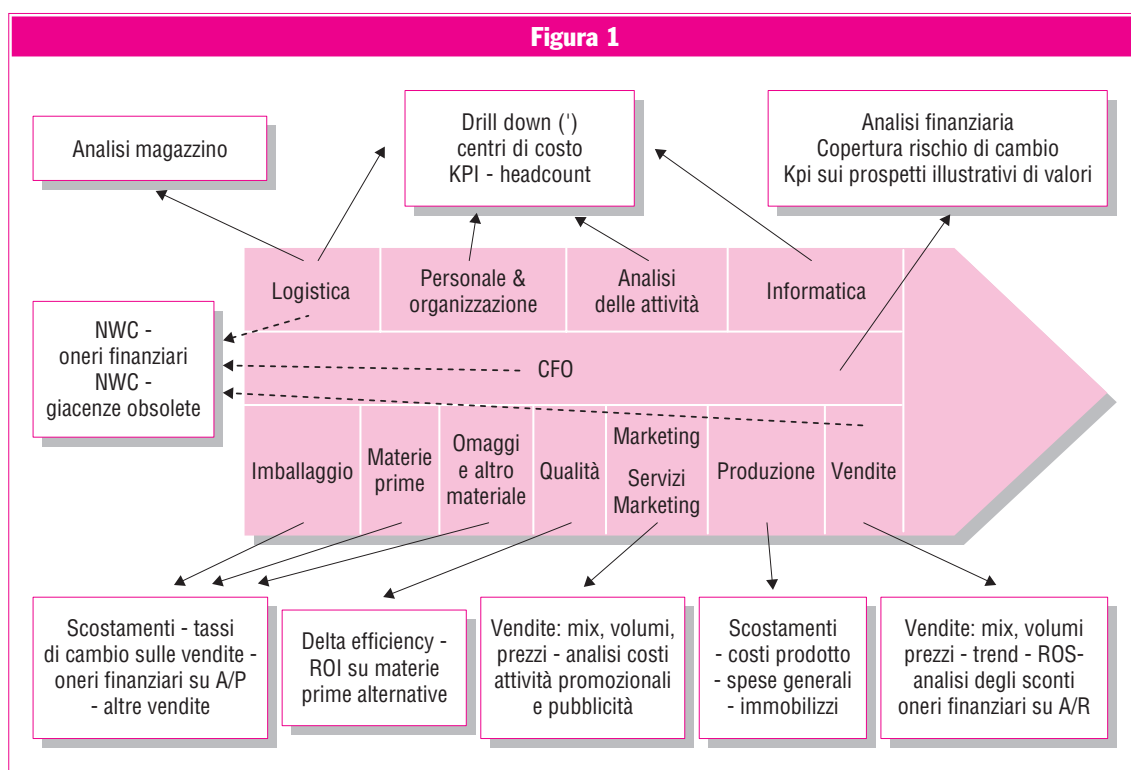 Figura 1
Analisi magazzino
Drill down (')
centri di costo
KPI - headcount
Analisi finanziaria
Copertura rischio di cambio
Kpi sui prospetti illustrativi di valori
Logistica
Personale &
organizzazione
Analisi
delle attività
Informatica
NWC -
oneri finanziari
NWC -
giacenze obsolete
CFO
Imballaggio
Materie
prime
Omaggi
e altro
materiale
Qualità
Marketing
Servizi
Marketing
Produzione
Vendite
Scostamenti - tassi
di cambio sulle vendite -
oneri finanziari su A/P
- altre vendite
Delta efficiency -
ROI su materie
prime alternative
Vendite: mix, volumi,
prezzi - analisi costi
attività promozionali
e pubblicità
Scostamenti
- costi prodotto
- spese generali
- immobilizzi
Vendite: mix, volumi
prezzi - trend - ROS-
analisi degli sconti
oneri finanziari su A/R